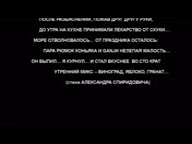 ПОСЛЕ РАЗЪЯСНЕНИЙ, ПОЖАВ ДРУГ ДРУГУ РУКИ,
ДО УТРА НА КУХНЕ ПРИНИМАЛИ ЛЕКАРСТВО ОТ СКУКИ...
МОРЕ ОТВОЛНОВАЛОСЬ... ОТ ПРАЗДНИКА ОСТАЛОСЬ:
ПАРА РЮМОК КОНЬЯКА И GANJA НЕЛЕПАЯ МАЛОСТЬ...
ОН ВЫПИЛ... Я КУРНУЛ... И СТАЛ ВКУСНЕЕ ВО СТО КРАТ
УТРЕННИЙ МИКС – ВИНОГРАД, ЯБЛОКО, ГРАНАТ...
(стихи АЛЕКСАНДРА СПИРИДОВИЧА)